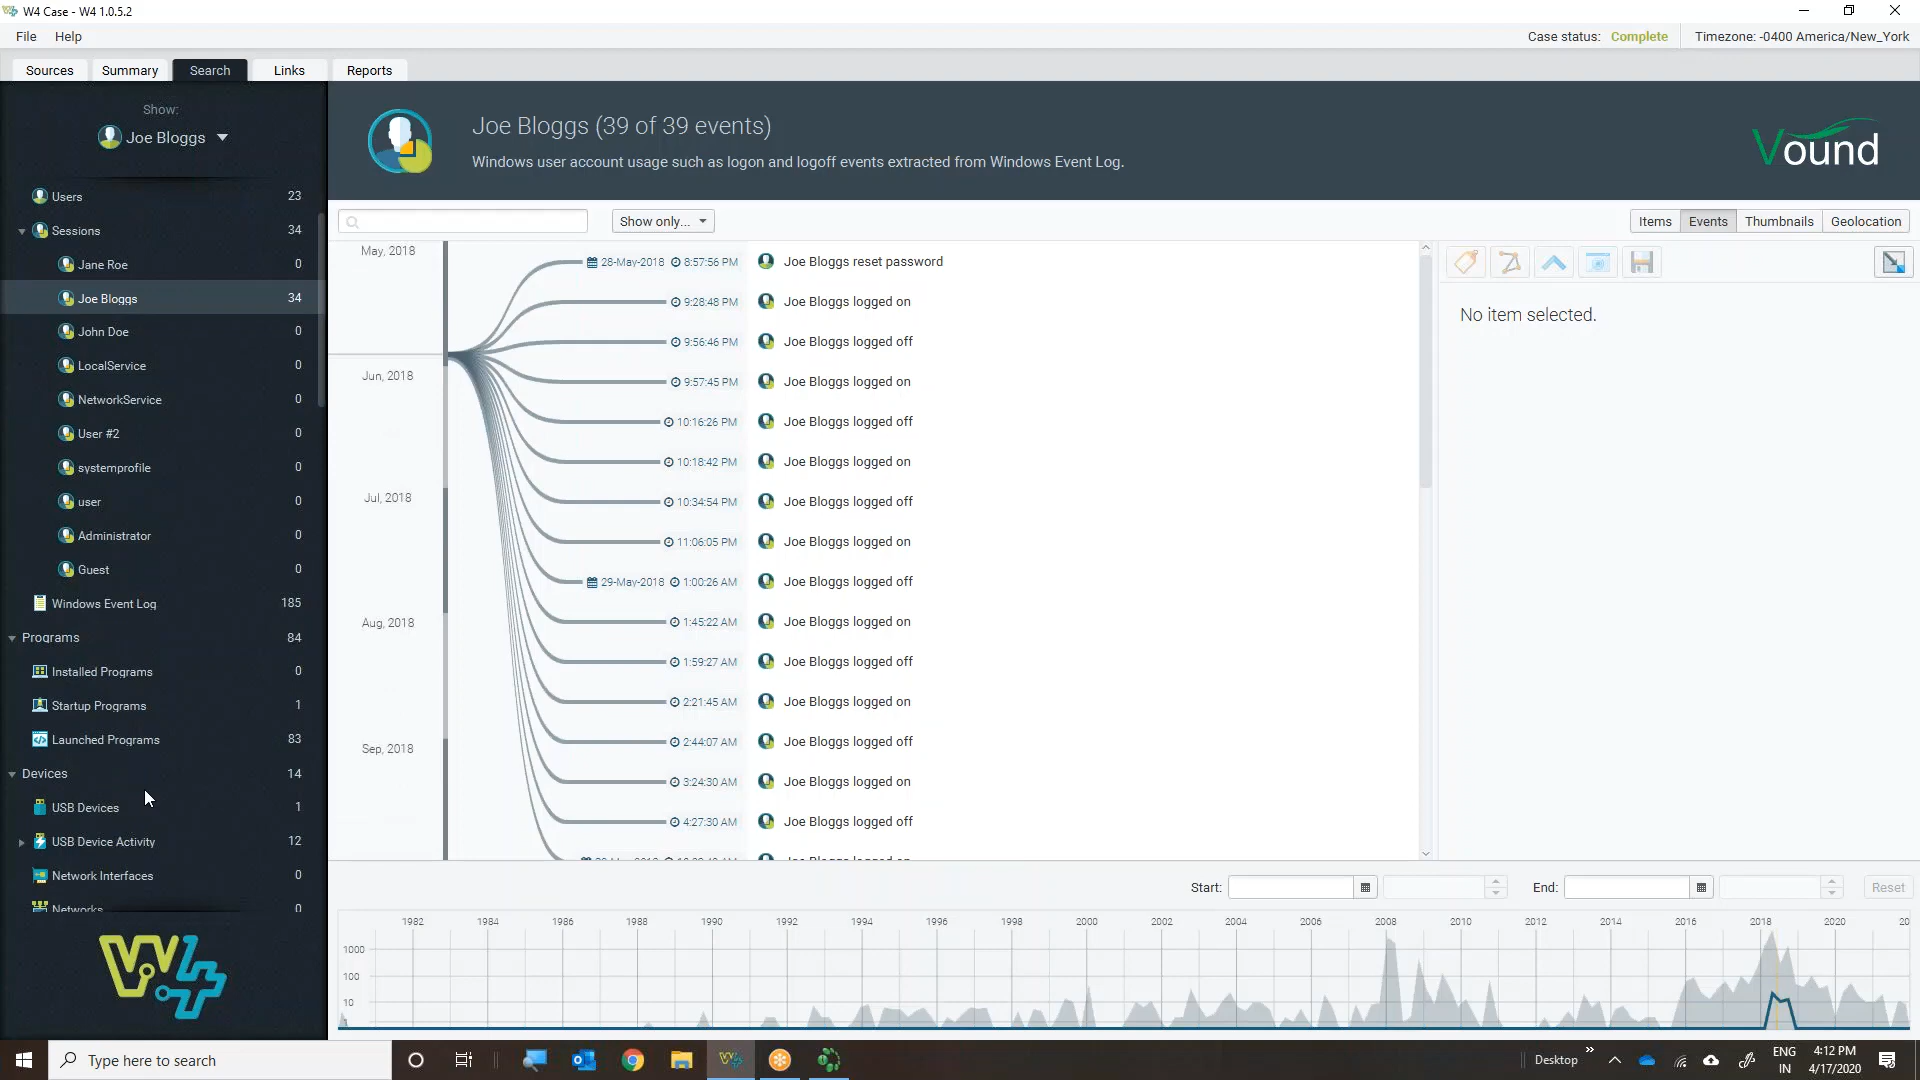 W4 Case - W4 1.0.5.2
File Help
Case status: Complete
Timezone: -0400 America/New_York
Sources Summary Search Links Reports
Show:
Joe Bloggs
Joe Bloggs (39 of 39 events)
Windows user account usage such as logon and logoff events extracted from Windows Event Log.
Vound
Users 23
Sessions 34
Jane Roe 0
Joe Bloggs 34
John Doe 0
LocalService 0
NetworkService 0
User #2 0
systemprofile 0
user 0
Administrator 0
Guest 0
Windows Event Log 185
Programs 84
Installed Programs 0
Startup Programs 1
Launched Programs 83
Devices 14
USB Devices 1
USB Device Activity 12
Network Interfaces 0
Networks 0
W4
Show only...
Items Events Thumbnails Geolocation
May, 2018
Jun, 2018
Jul, 2018
Aug, 2018
Sep, 2018
28-May-2018 8:57:56 PM Joe Bloggs reset password
9:28:48 PM Joe Bloggs logged on
9:56:46 PM Joe Bloggs logged off
9:57:45 PM Joe Bloggs logged on
10:16:26 PM Joe Bloggs logged off
10:18:42 PM Joe Bloggs logged on
10:34:54 PM Joe Bloggs logged off
11:06:05 PM Joe Bloggs logged on
29-May-2018 1:00:26 AM Joe Bloggs logged off
1:45:22 AM Joe Bloggs logged on
1:59:27 AM Joe Bloggs logged off
2:21:45 AM Joe Bloggs logged on
2:44:07 AM Joe Bloggs logged off
3:24:30 AM Joe Bloggs logged on
4:27:30 AM Joe Bloggs logged off
Joe Bloggs logged on
No item selected.
Start: End: Reset
1982 1984 1986 1988 1990 1992 1994 1996 1998 2000 2002 2004 2006 2008 2010 2012 2014 2016 2018 2020 20
1000
100
10
1
Type here to search
Desktop
ENG
IN
4:12 PM
4/17/2020